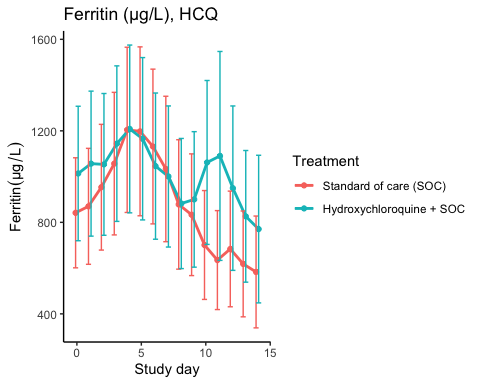 Ferritin (µg/L), HCQ
1600
1200
800
400
Ferritin(µg/L)
0
5
10
15
Study day
Treatment
Standard of care (SOC)
Hydroxychloroquine + SOC